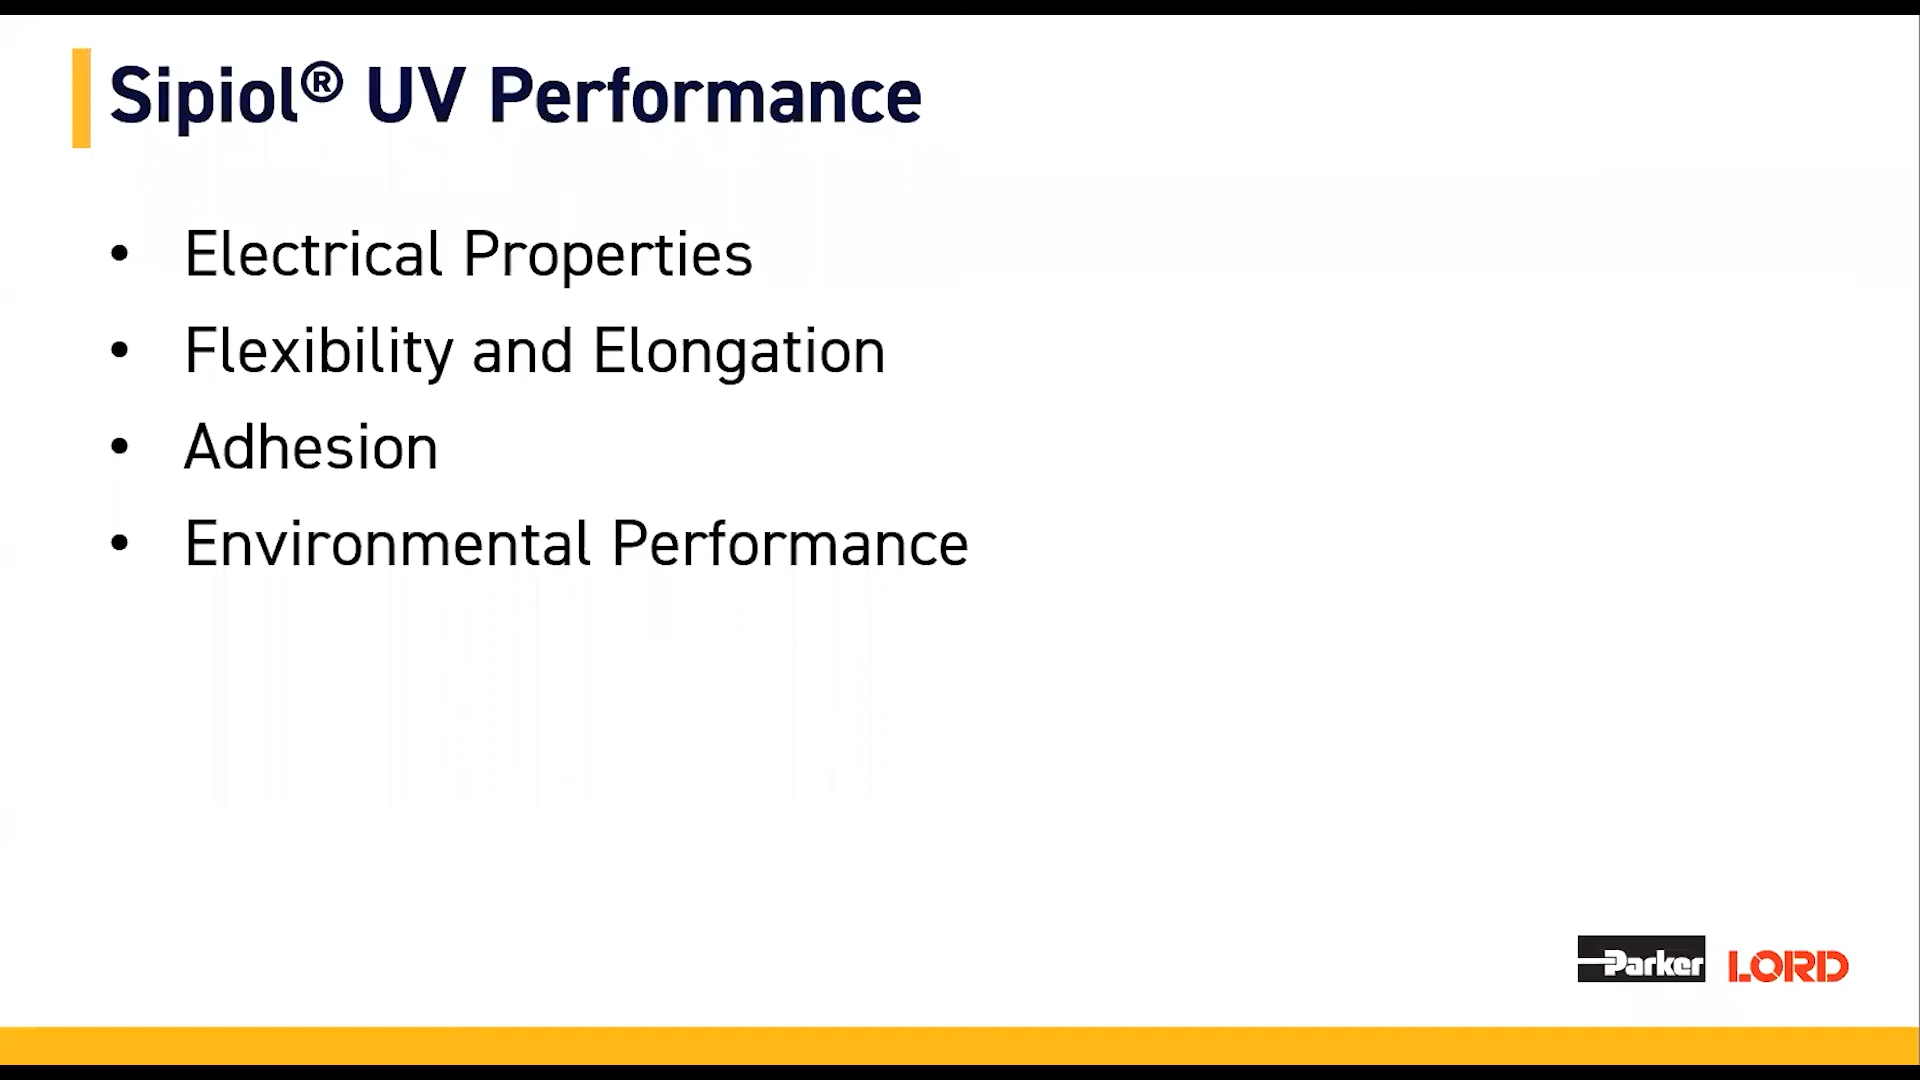 Sipiol® UV Performance
• Electrical Properties
• Flexibility and Elongation
• Adhesion
• Environmental Performance
Parker LORD